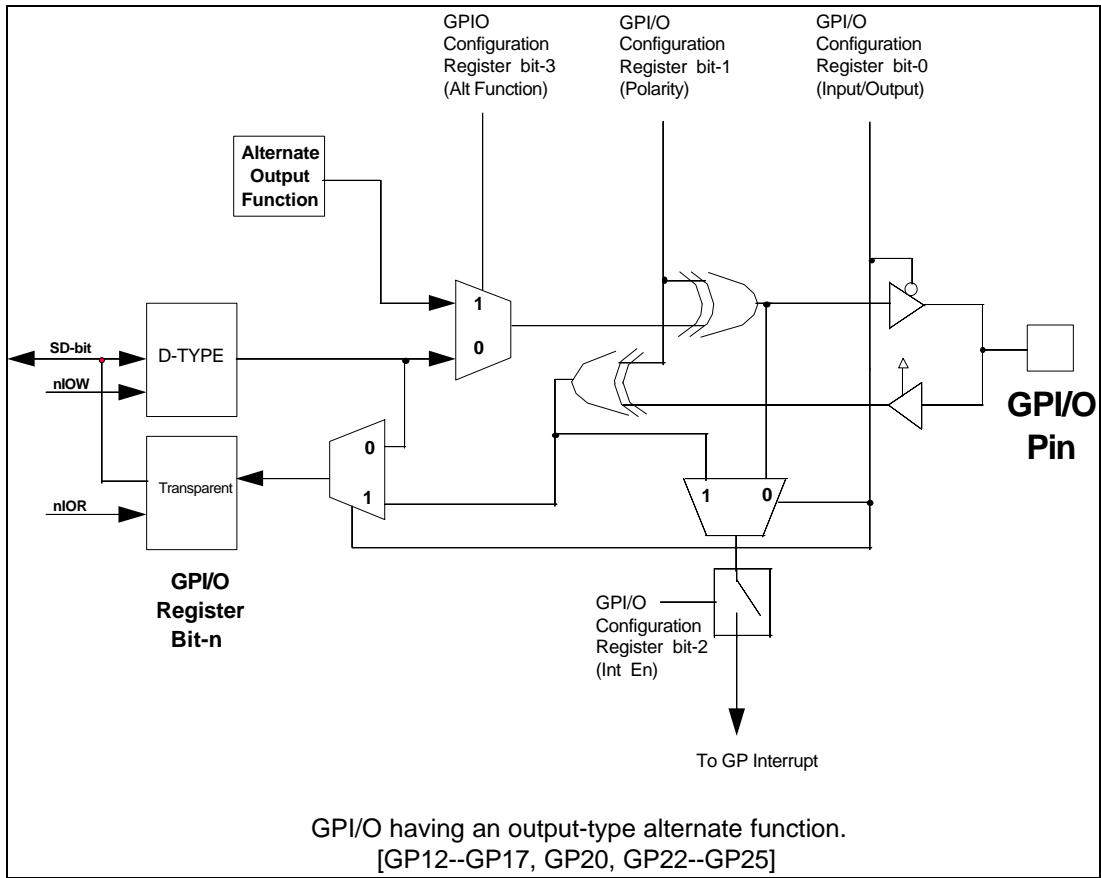 GPIO
Configuration
Register bit-3
(Alt Function)
GPI/O
Configuration
Register bit-1
(Polarity)
GPI/O
Configuration
Register bit-0
(Input/Output)
Alternate
Output
Function
1
0
SD-bit
D-TYPE
nIOW
GPI/O
Pin
0
1
Transparent
nIOR
1
0
GPI/O
Register
Bit-n
GPI/O
Configuration
Register bit-2
(Int En)
To GP Interrupt
GPI/O having an output-type alternate function.
[GP12--GP17, GP20, GP22--GP25]